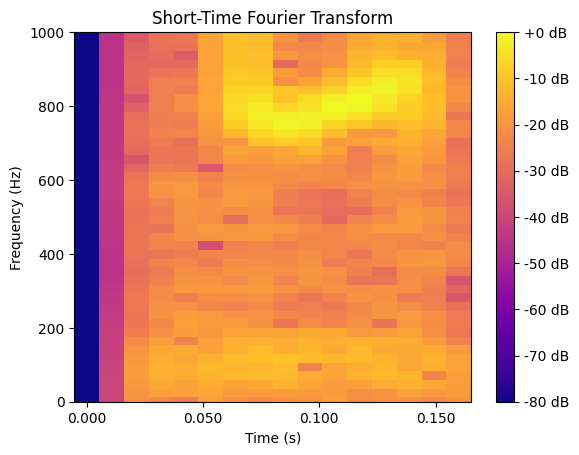 Short-Time Fourier Transform
1000
800
600
400
200
0
Frequency (Hz)
0.000
0.050
0.100
0.150
Time (s)
+0 dB
-10 dB
-20 dB
-30 dB
-40 dB
-50 dB
-60 dB
-70 dB
-80 dB